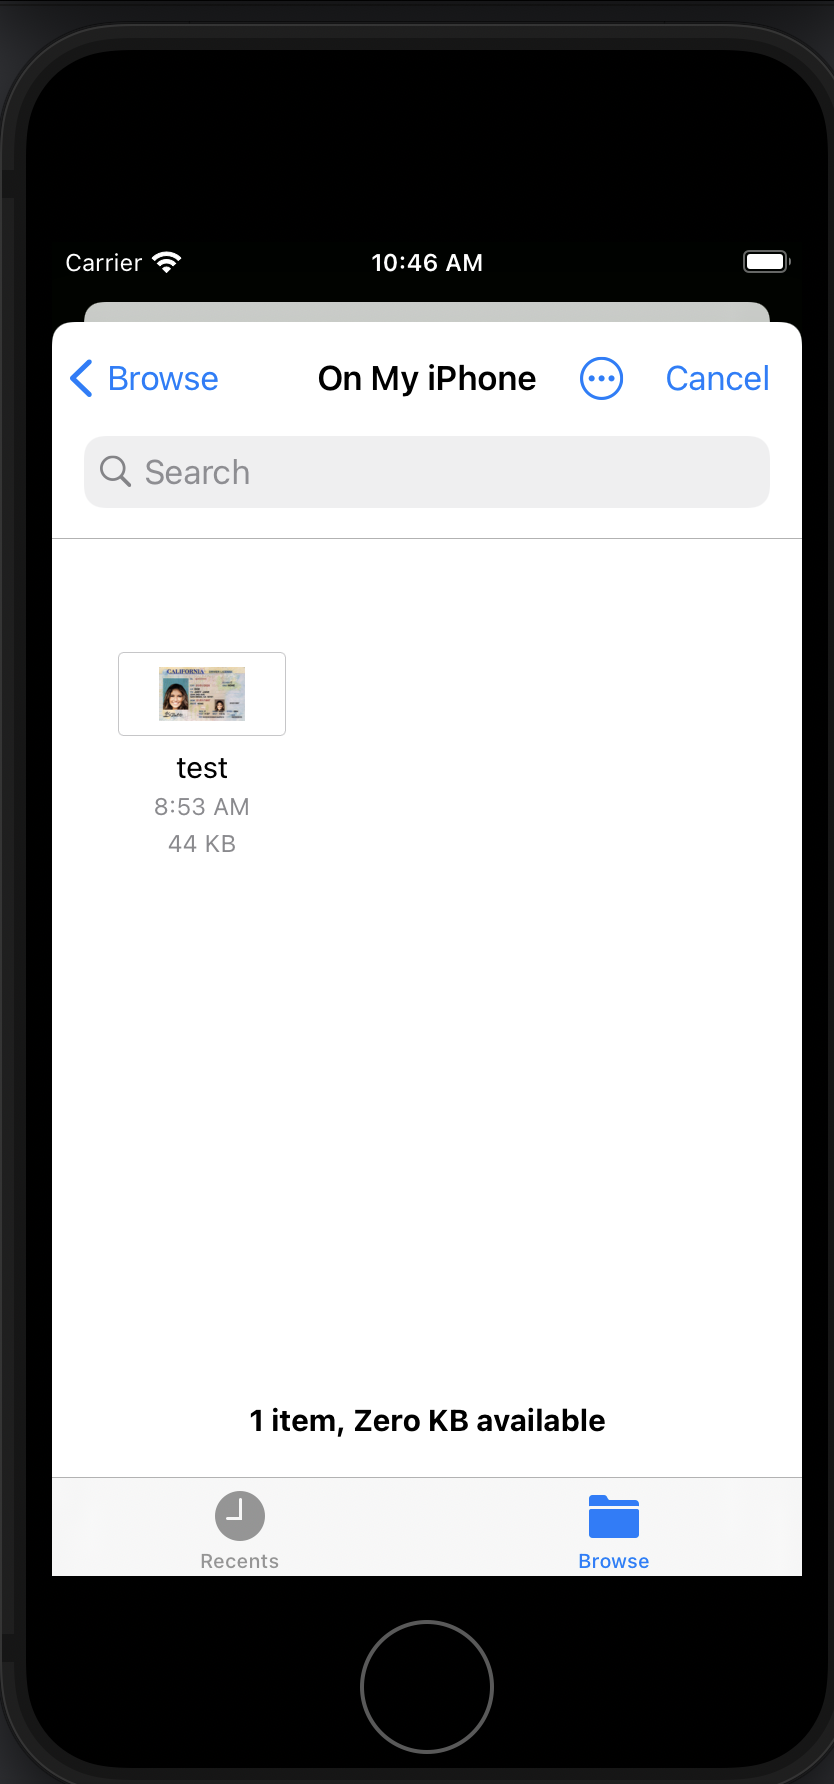 Carrier 10:46 AM
Browse On My iPhone Cancel
Search
CALIFORNIA
test
8:53 AM
44 KB
1 item, Zero KB available
Recents Browse